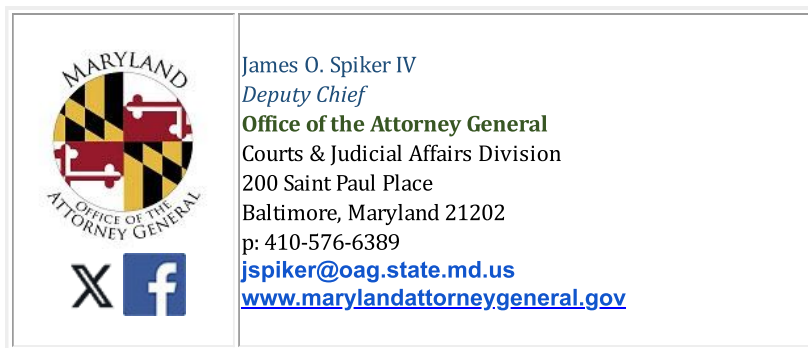 MARYLAND
OFFICE OF THE
ATTORNEY GENERAL
James O. Spiker IV
Deputy Chief
Office of the Attorney General
Courts & Judicial Affairs Division
200 Saint Paul Place
Baltimore, Maryland 21202
p: 410-576-6389
jspiker@oag.state.md.us
www.marylandattorneygeneral.gov